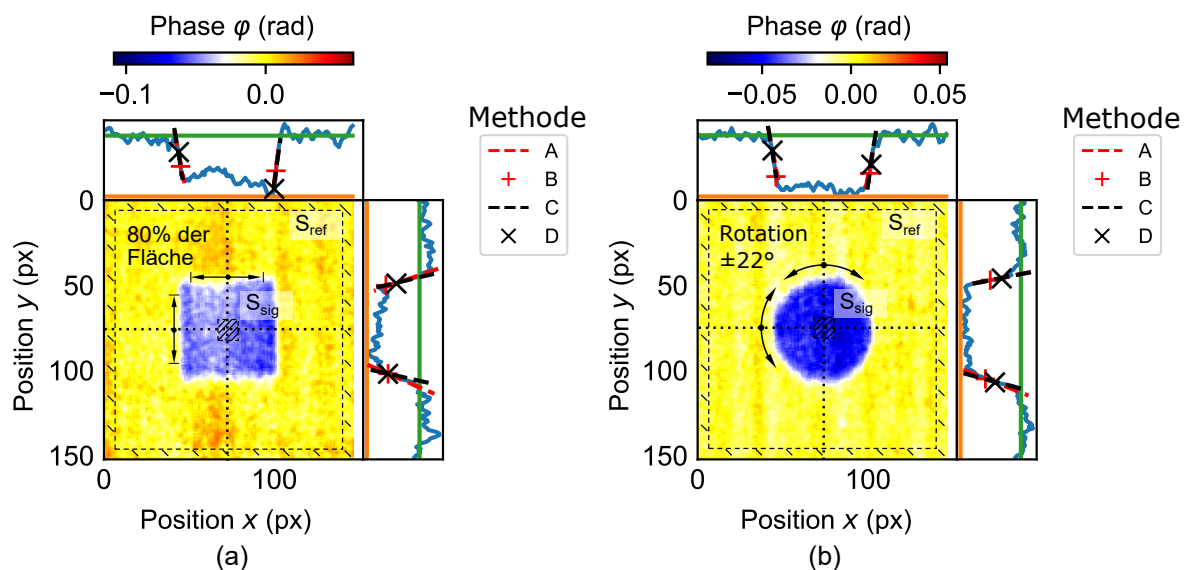 Phase φ (rad)
−0.1
0.0
Methode
A
B
C
D
0
50
100
150
Position y (px)
S_ref
80% der
Fläche
S_sig
0
100
Position x (px)
(a)
Phase φ (rad)
−0.05
0.00
0.05
Methode
A
B
C
D
0
50
100
150
Position y (px)
S_ref
Rotation
±22°
S_sig
0
100
Position x (px)
(b)